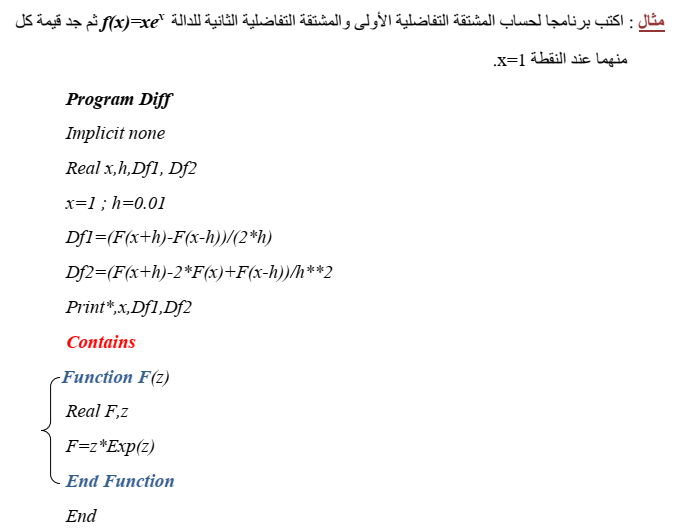 مثال : اكتب برنامجا لحساب المشتقة التفاضلية الأولى والمشتقة التفاضلية الثانية للدالة f(x)=xeˣ ثم جد قيمة كل
منهما عند النقطة x=1.
Program Diff
Implicit none
Real x,h,Df1, Df2
x=1 ; h=0.01
Df1=(F(x+h)-F(x-h))/(2*h)
Df2=(F(x+h)-2*F(x)+F(x-h))/h**2
Print*,x,Df1,Df2
Contains
Function F(z)
Real F,z
F=z*Exp(z)
End Function
End